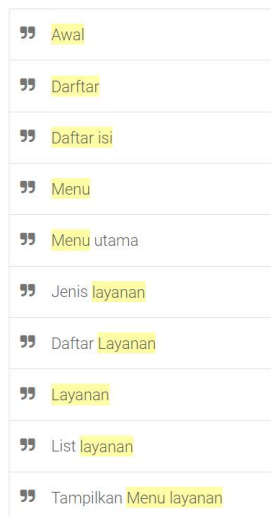 Awal
Darftar
Daftar isi
Menu
Menu utama
Jenis layanan
Daftar Layanan
Layanan
List layanan
Tampilkan Menu layanan